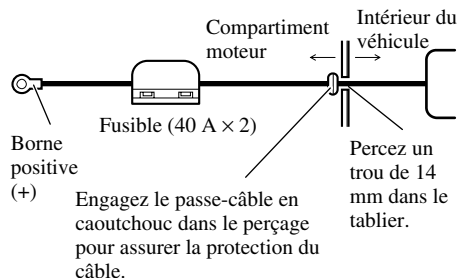 Compartiment
moteur
Intérieur du
véhicule
Fusible (40 A × 2)
Borne
positive
(+)
Percez un
trou de 14
mm dans le
tablier.
Engagez le passe-câble en
caoutchouc dans le perçage
pour assurer la protection du
câble.